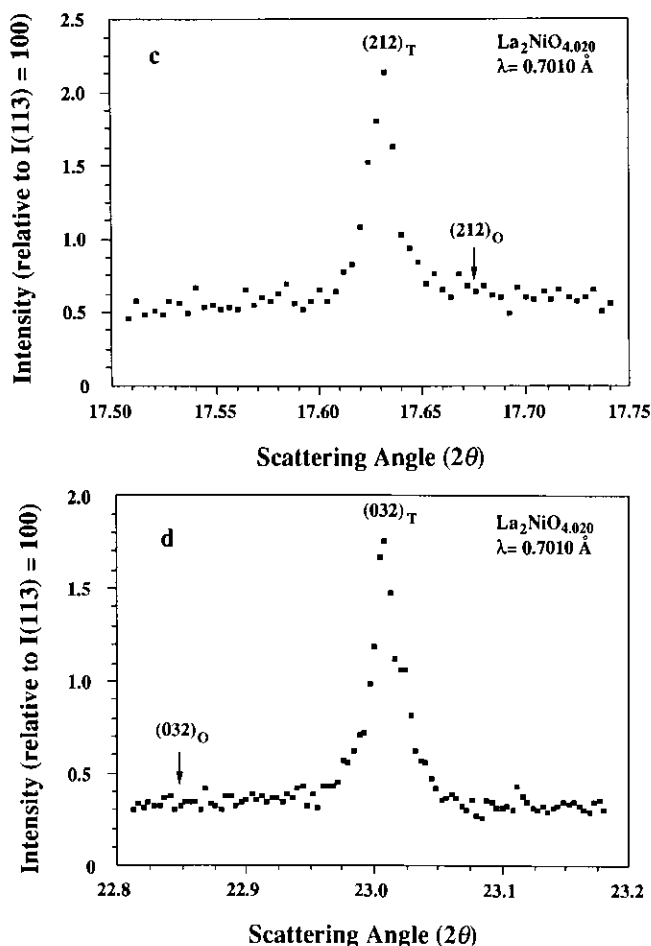 c
(212)T
La2NiO4.020
λ= 0.7010 Å
(212)O
2.5
2.0
1.5
1.0
0.5
0
Intensity (relative to I(113) = 100)
17.50 17.55 17.60 17.65 17.70 17.75
Scattering Angle (2θ)
d
(032)T
La2NiO4.020
λ= 0.7010 Å
(032)O
2.0
1.5
1.0
0.5
0
Intensity (relative to I(113) = 100)
22.8 22.9 23.0 23.1 23.2
Scattering Angle (2θ)